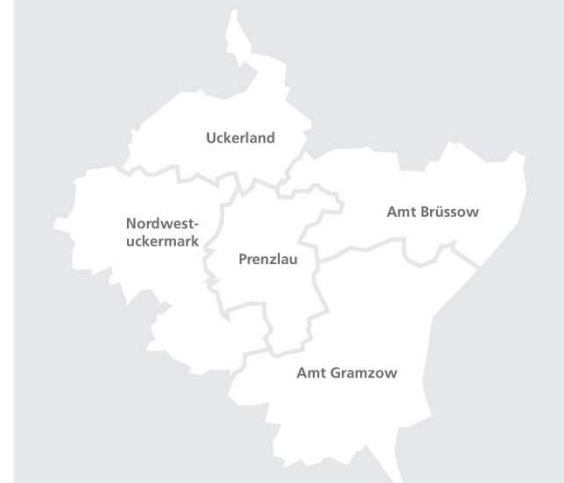 Uckerland
Amt Brüssow
Nordwest-
uckermark
Prenzlau
Amt Gramzow